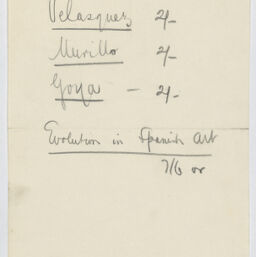 Velasquez 2/-
Murillo 2/-
Goya - 2/-
Evolution in Spanish Art
7/6 or